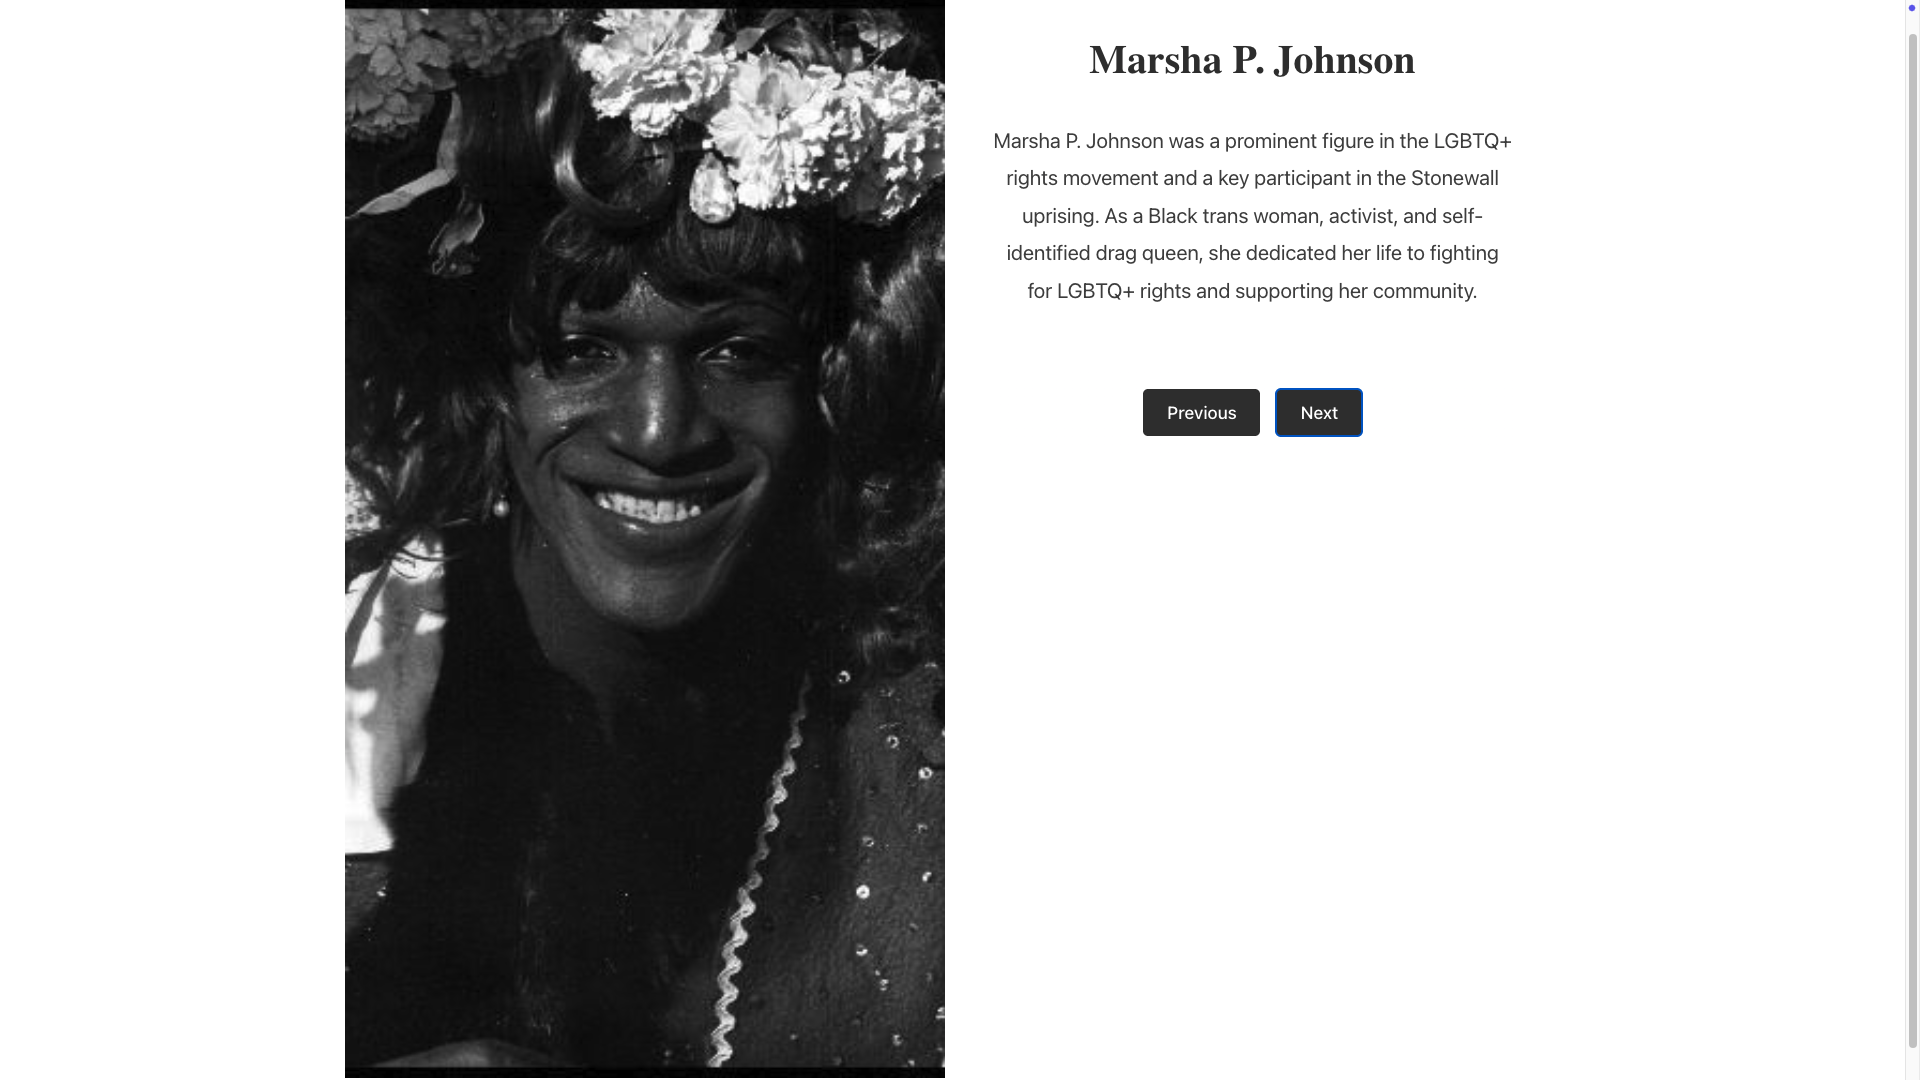 Marsha P. Johnson
Marsha P. Johnson was a prominent figure in the LGBTQ+
rights movement and a key participant in the Stonewall
uprising. As a Black trans woman, activist, and self-
identified drag queen, she dedicated her life to fighting
for LGBTQ+ rights and supporting her community.
Previous
Next